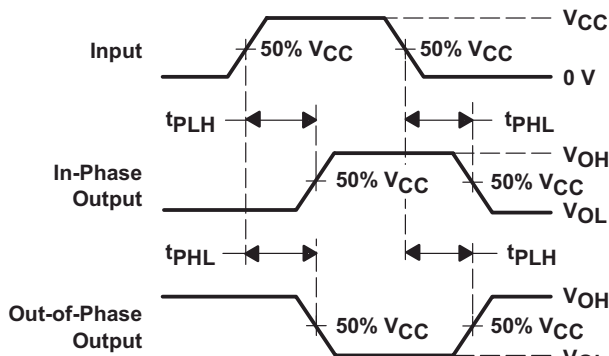 VCC
Input
50% VCC
50% VCC
0 V
tPLH
tPHL
VOH
In-Phase
Output
50% VCC
50% VCC
VOL
tPHL
tPLH
VOH
Out-of-Phase
Output
50% VCC
50% VCC